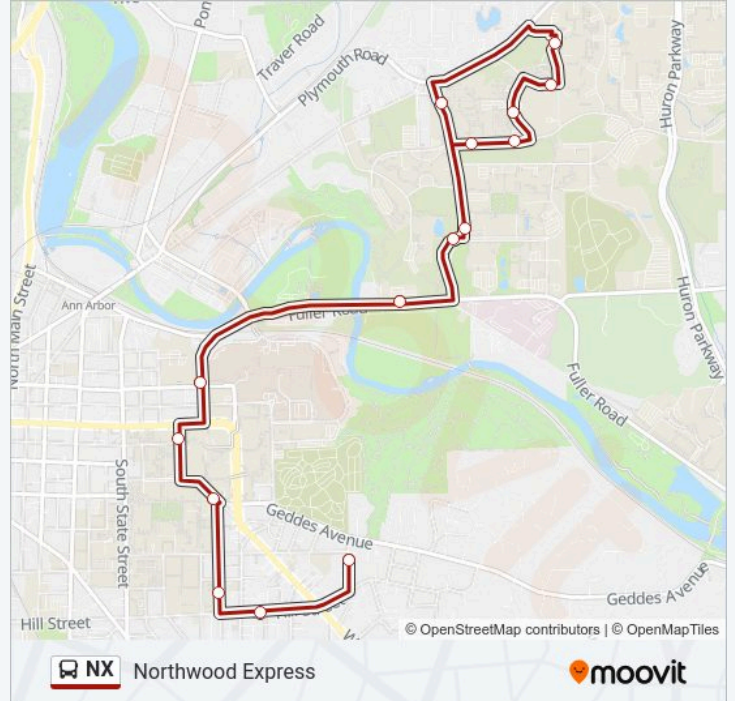 Traver Road
Plymouth Road
Huron Parkway
North Main Street
Ann Arbor
Fuller Road
Huron Parkway
Fuller Road
South State Street
Geddes Avenue
Geddes Avenue
Hill Street
© OpenStreetMap contributors | © OpenMapTiles
NX Northwood Express
moovit